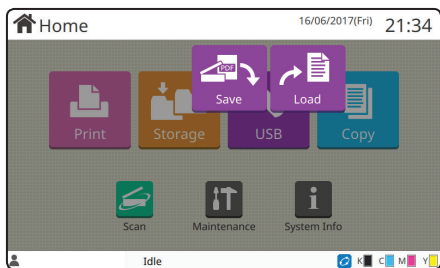 Home
16/06/2017(Fri) 21:34
PDF
Save Load
Print Storage USB Copy
Scan Maintenance System Info
Idle
K C M Y